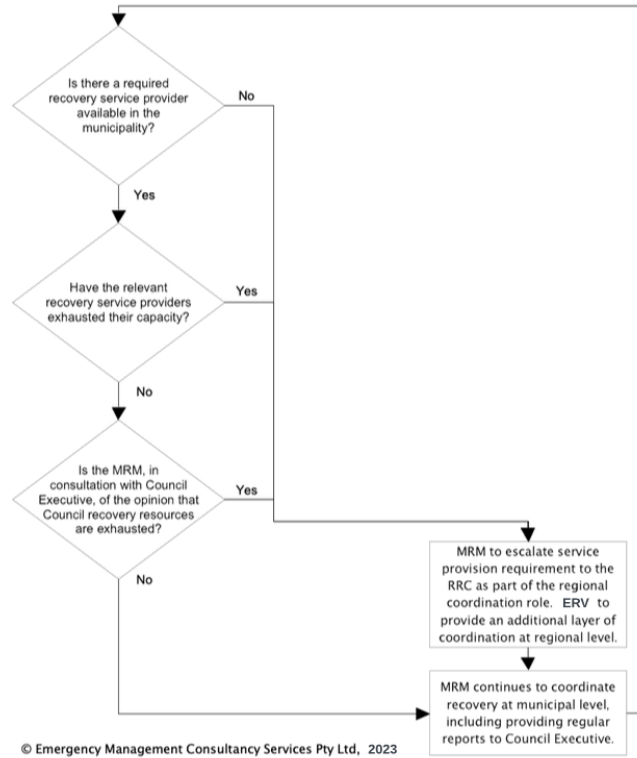 Is there a required
recovery service provider
available in the
municipality?
No
Yes
Have the relevant
recovery service providers
exhausted their capacity?
Yes
No
Is the MRM, in
consultation with Council
Executive, of the opinion that
Council recovery resources
are exhausted?
Yes
No
MRM to escalate service
provision requirement to the
RRC as part of the regional
coordination role. ERV to
provide an additional layer of
coordination at regional level.
MRM continues to coordinate
recovery at municipal level,
including providing regular
reports to Council Executive.
© Emergency Management Consultancy Services Pty Ltd, 2023